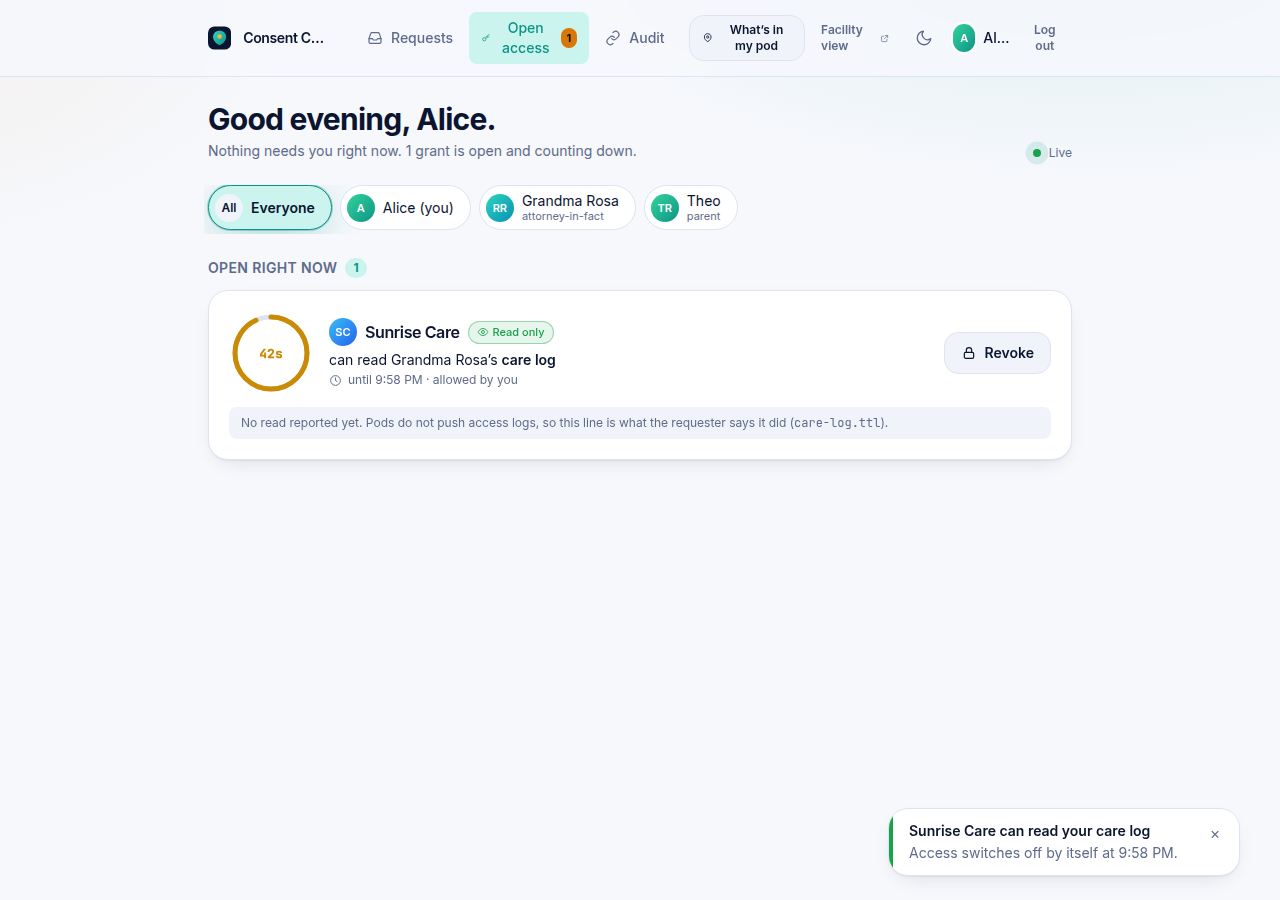 Consent C...
Requests
Open access
1
Audit
What's in my pod
Facility view
A
Al...
Log out
Good evening, Alice.
Nothing needs you right now. 1 grant is open and counting down.
Live
All
Everyone
A
Alice (you)
RR
Grandma Rosa
attorney-in-fact
TR
Theo
parent
OPEN RIGHT NOW
1
42s
SC
Sunrise Care
Read only
can read Grandma Rosa's care log
until 9:58 PM · allowed by you
Revoke
No read reported yet. Pods do not push access logs, so this line is what the requester says it did (care-log.ttl).
Sunrise Care can read your care log
×
Access switches off by itself at 9:58 PM.